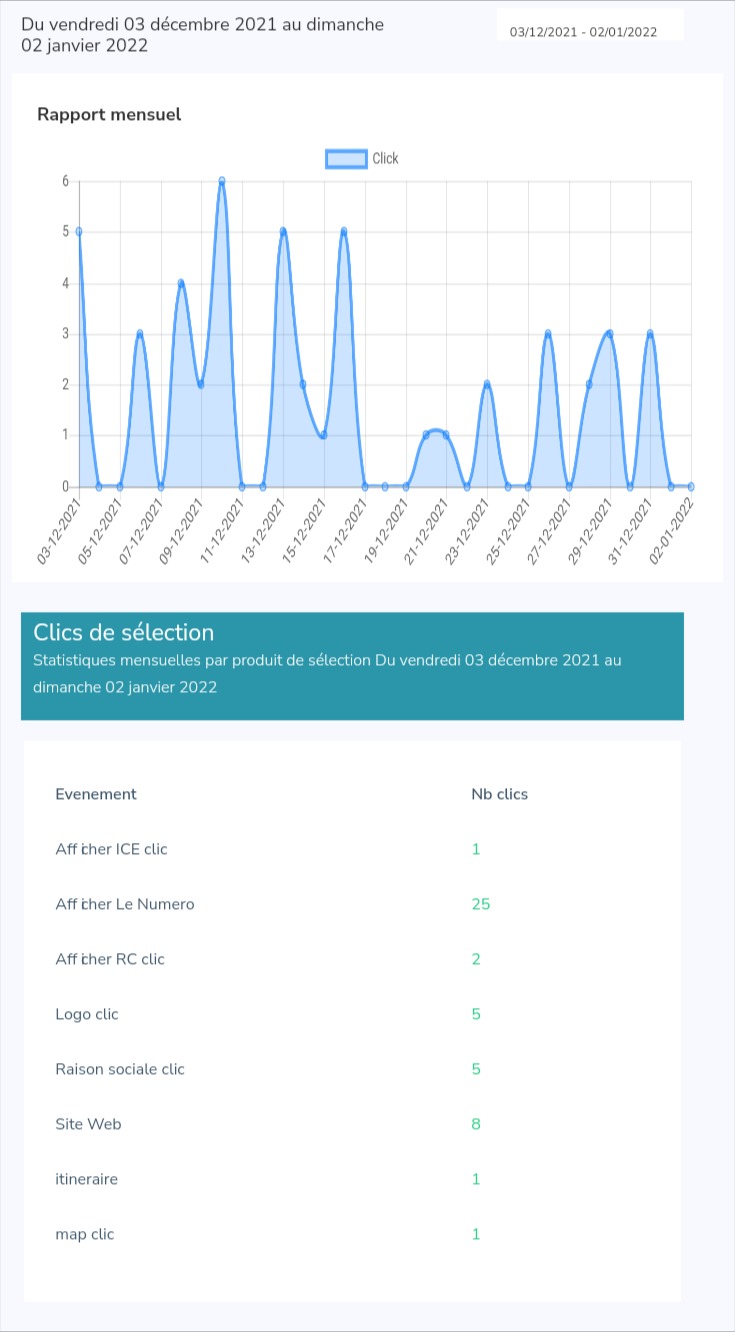 Du vendredi 03 décembre 2021 au dimanche
02 janvier 2022
03/12/2021 - 02/01/2022
Rapport mensuel
Click
6
5
4
3
2
1
0
03-12-2021
05-12-2021
07-12-2021
09-12-2021
11-12-2021
13-12-2021
15-12-2021
17-12-2021
19-12-2021
21-12-2021
23-12-2021
25-12-2021
27-12-2021
29-12-2021
31-12-2021
02-01-2022
Clics de sélection
Statistiques mensuelles par produit de sélection Du vendredi 03 décembre 2021 au
dimanche 02 janvier 2022
Evenement Nb clics
Afficher ICE clic 1
Afficher Le Numero 25
Afficher RC clic 2
Logo clic 5
Raison sociale clic 5
Site Web 8
itineraire 1
map clic 1